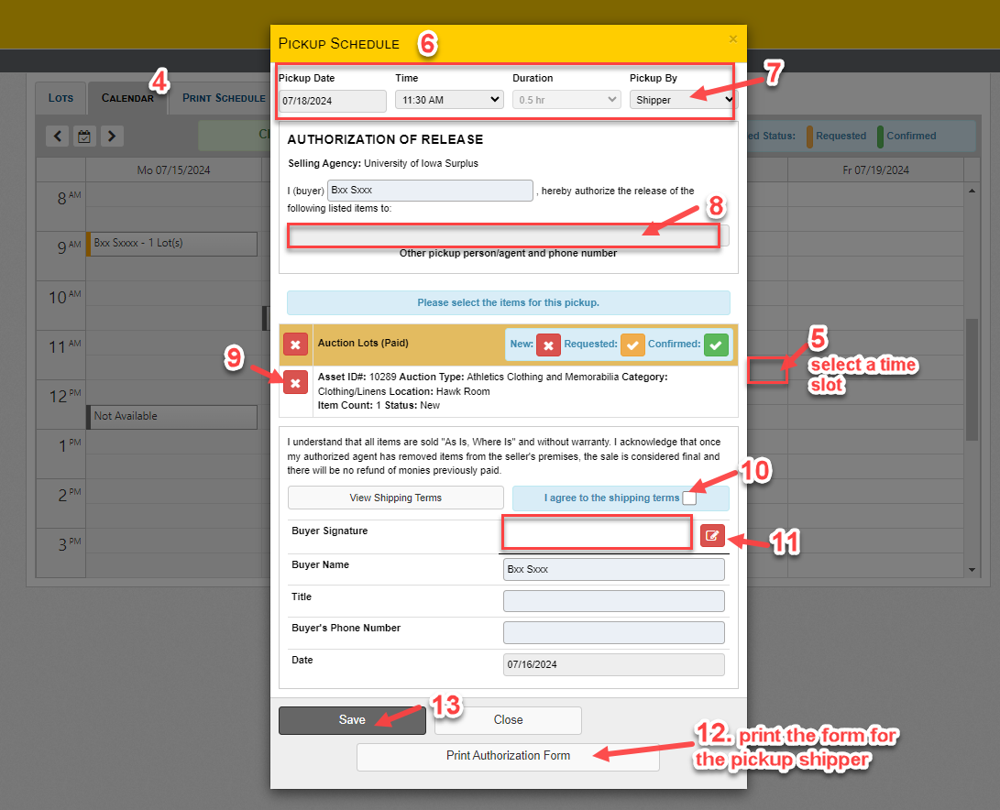 PICKUP SCHEDULE
6
×
Pickup Date
Time
Duration
Pickup By
7
07/18/2024
11:30 AM
0.5 hr
Shipper
4
LOTS
CALENDAR
PRINT SCHEDULE
ed Status:
Requested
Confirmed
Mo 07/15/2024
Fr 07/19/2024
8 AM
9 AM
Bxx Sxxxx - 1 Lot(s)
10 AM
11 AM
12 PM
Not Available
1 PM
2 PM
3 PM
AUTHORIZATION OF RELEASE
Selling Agency: University of Iowa Surplus
I (buyer) Bxx Sxxx , hereby authorize the release of the
following listed items to:
8
Other pickup person/agent and phone number
Please select the items for this pickup.
Auction Lots (Paid)
New: Requested: Confirmed:
9
Asset ID#: 10289 Auction Type: Athletics Clothing and Memorabilia Category:
Clothing/Linens Location: Hawk Room
Item Count: 1 Status: New
5
select a time
slot
I understand that all items are sold "As Is, Where Is" and without warranty. I acknowledge that once
my authorized agent has removed items from the seller's premises, the sale is considered final and
there will be no refund of monies previously paid.
10
View Shipping Terms
I agree to the shipping terms
Buyer Signature
11
Buyer Name
Bxx Sxxx
Title
Buyer's Phone Number
Date
07/16/2024
13
Save
Close
12. print the form for
the pickup shipper
Print Authorization Form